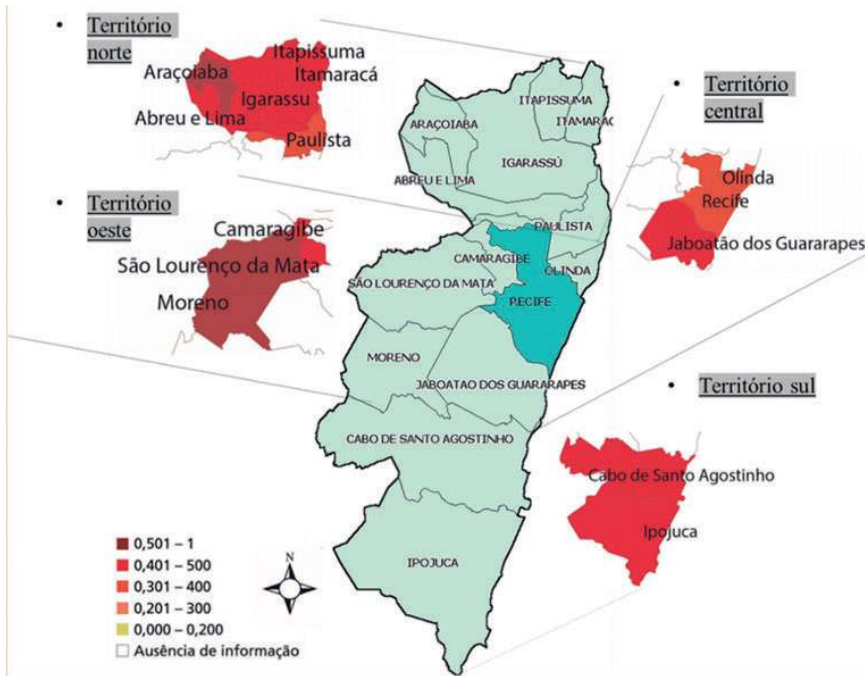 • Território
norte
Itapissuma
Araçoiaba
Itamaracá
Igarassu
Abreu e Lima
Paulista
• Território
oeste
Camaragibe
São Lourenço da Mata
Moreno
ITAPISSUMA
ITAMARAC
ARAÇOIABA
IGARASSÚ
ABREU E LIMA
PAULISTA
CAMARAGIBE
OLINDA
SÃO LOURENÇO DA MATA
RECIFE
MORENO
JABOATAO DOS GUARARAPES
CABO DE SANTO AGOSTINHO
IPOJUCA
• Território
central
Olinda
Recife
Jaboatão dos Guararapes
• Território sul
Cabo de Santo Agostinho
Ipojuca
0,501 – 1
0,401 – 500
0,301 – 400
0,201 – 300
0,000 – 0,200
Ausência de informação
N